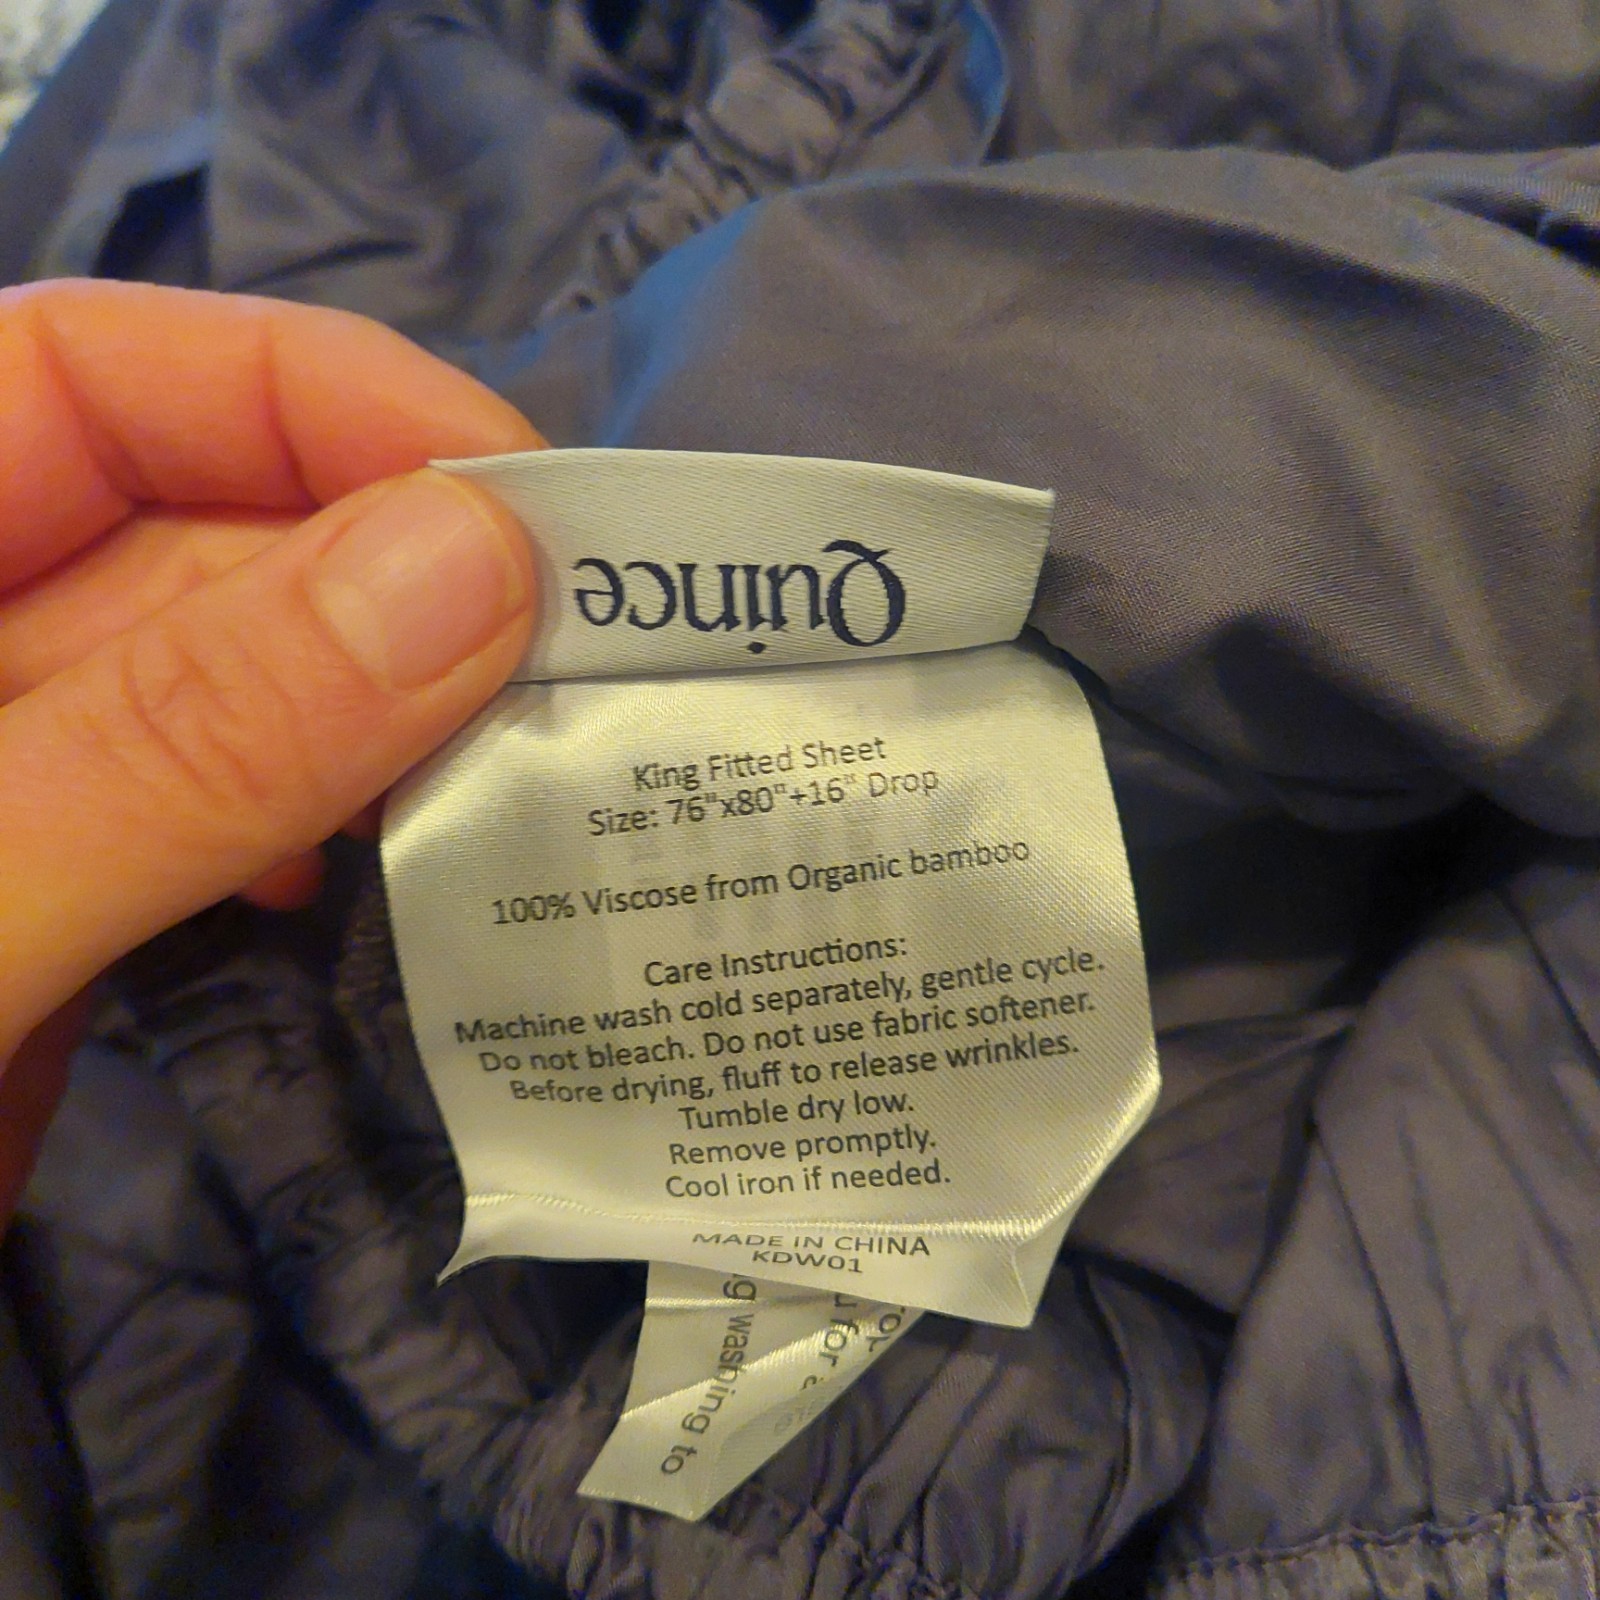 Quince
King Fitted Sheet
Size: 76"x80"+16" Drop
100% Viscose from Organic bamboo
Care Instructions:
Machine wash cold separately, gentle cycle.
Do not bleach. Do not use fabric softener.
Before drying, fluff to release wrinkles.
Tumble dry low.
Remove promptly.
Cool iron if needed.
MADE IN CHINA
KDW01
for
washing to